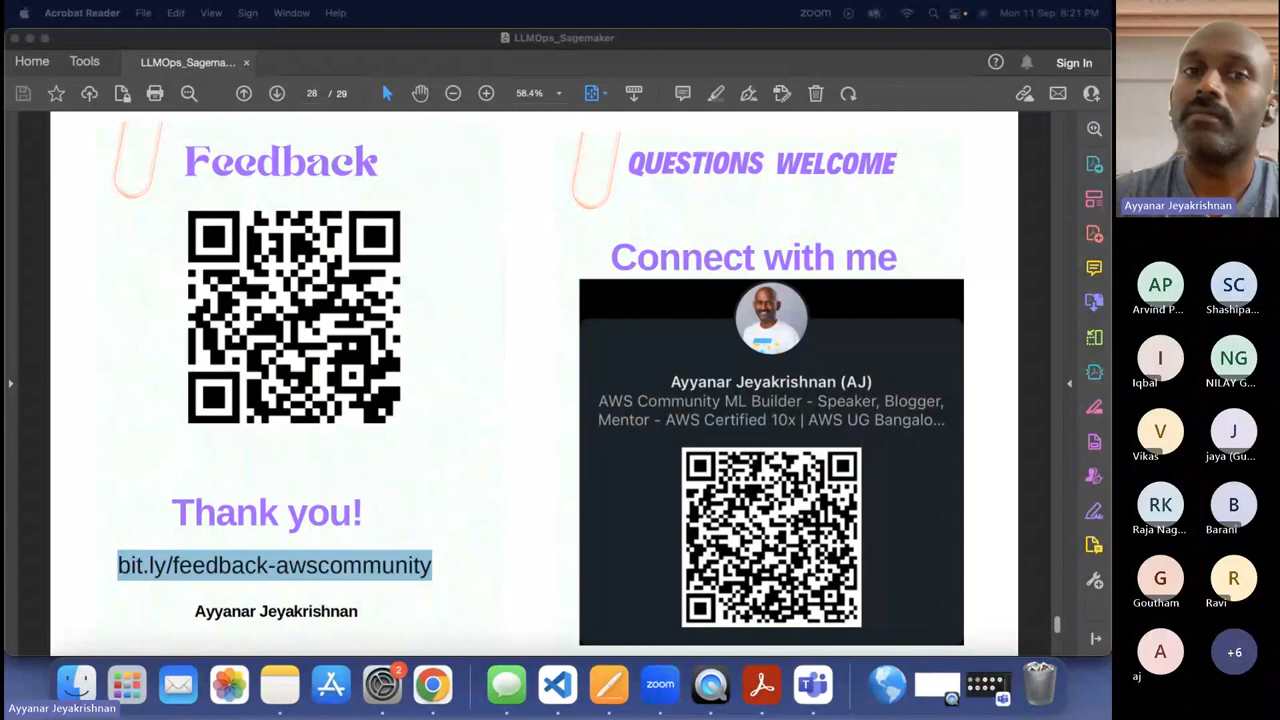 Acrobat Reader File Edit View Sign Window Help
zoom
Mon 11 Sep 8:21 PM
LLMOps_Sagemaker
Home Tools LLMOps_Sagema... × Sign In
28 / 29 58.4%
Feedback
Thank you!
bit.ly/feedback-awscommunity
Ayyanar Jeyakrishnan
QUESTIONS WELCOME
Connect with me
Ayyanar Jeyakrishnan (AJ)
AWS Community ML Builder - Speaker, Blogger,
Mentor - AWS Certified 10x | AWS UG Bangalo...
Ayyanar Jeyakrishnan
AP SC
Arvind P... Shashipa...
I NG
Iqbal NILAY G...
V J
Vikas jaya (Gu...
RK B
Raja Nag... Barani
G R
Goutham Ravi
A +6
aj
2
zoom
Ayyanar Jeyakrishnan